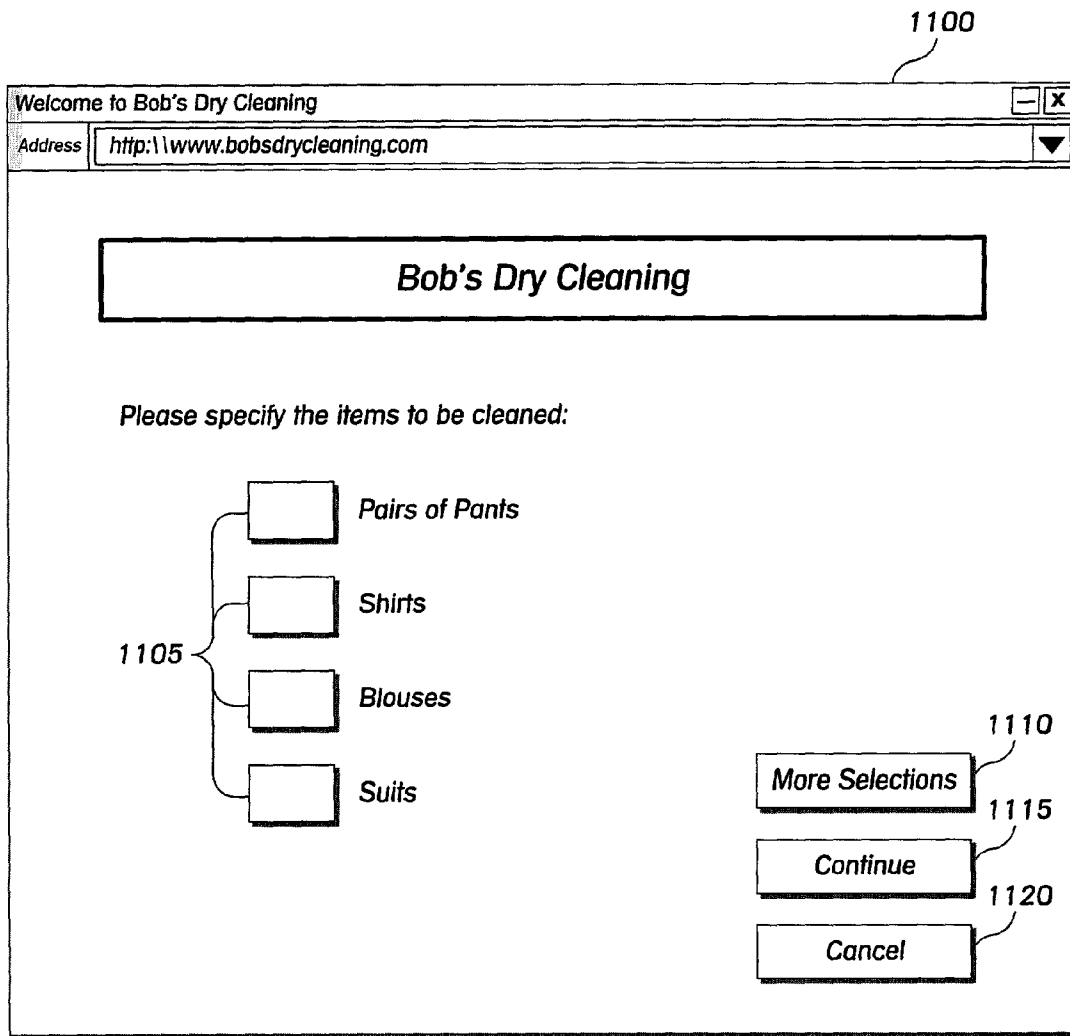 1100
Welcome to Bob's Dry Cleaning
— X
Address http:\\www.bobsdrycleaning.com
Bob's Dry Cleaning
Please specify the items to be cleaned:
Pairs of Pants
Shirts
1105
Blouses
Suits
1110
More Selections
1115
Continue
1120
Cancel